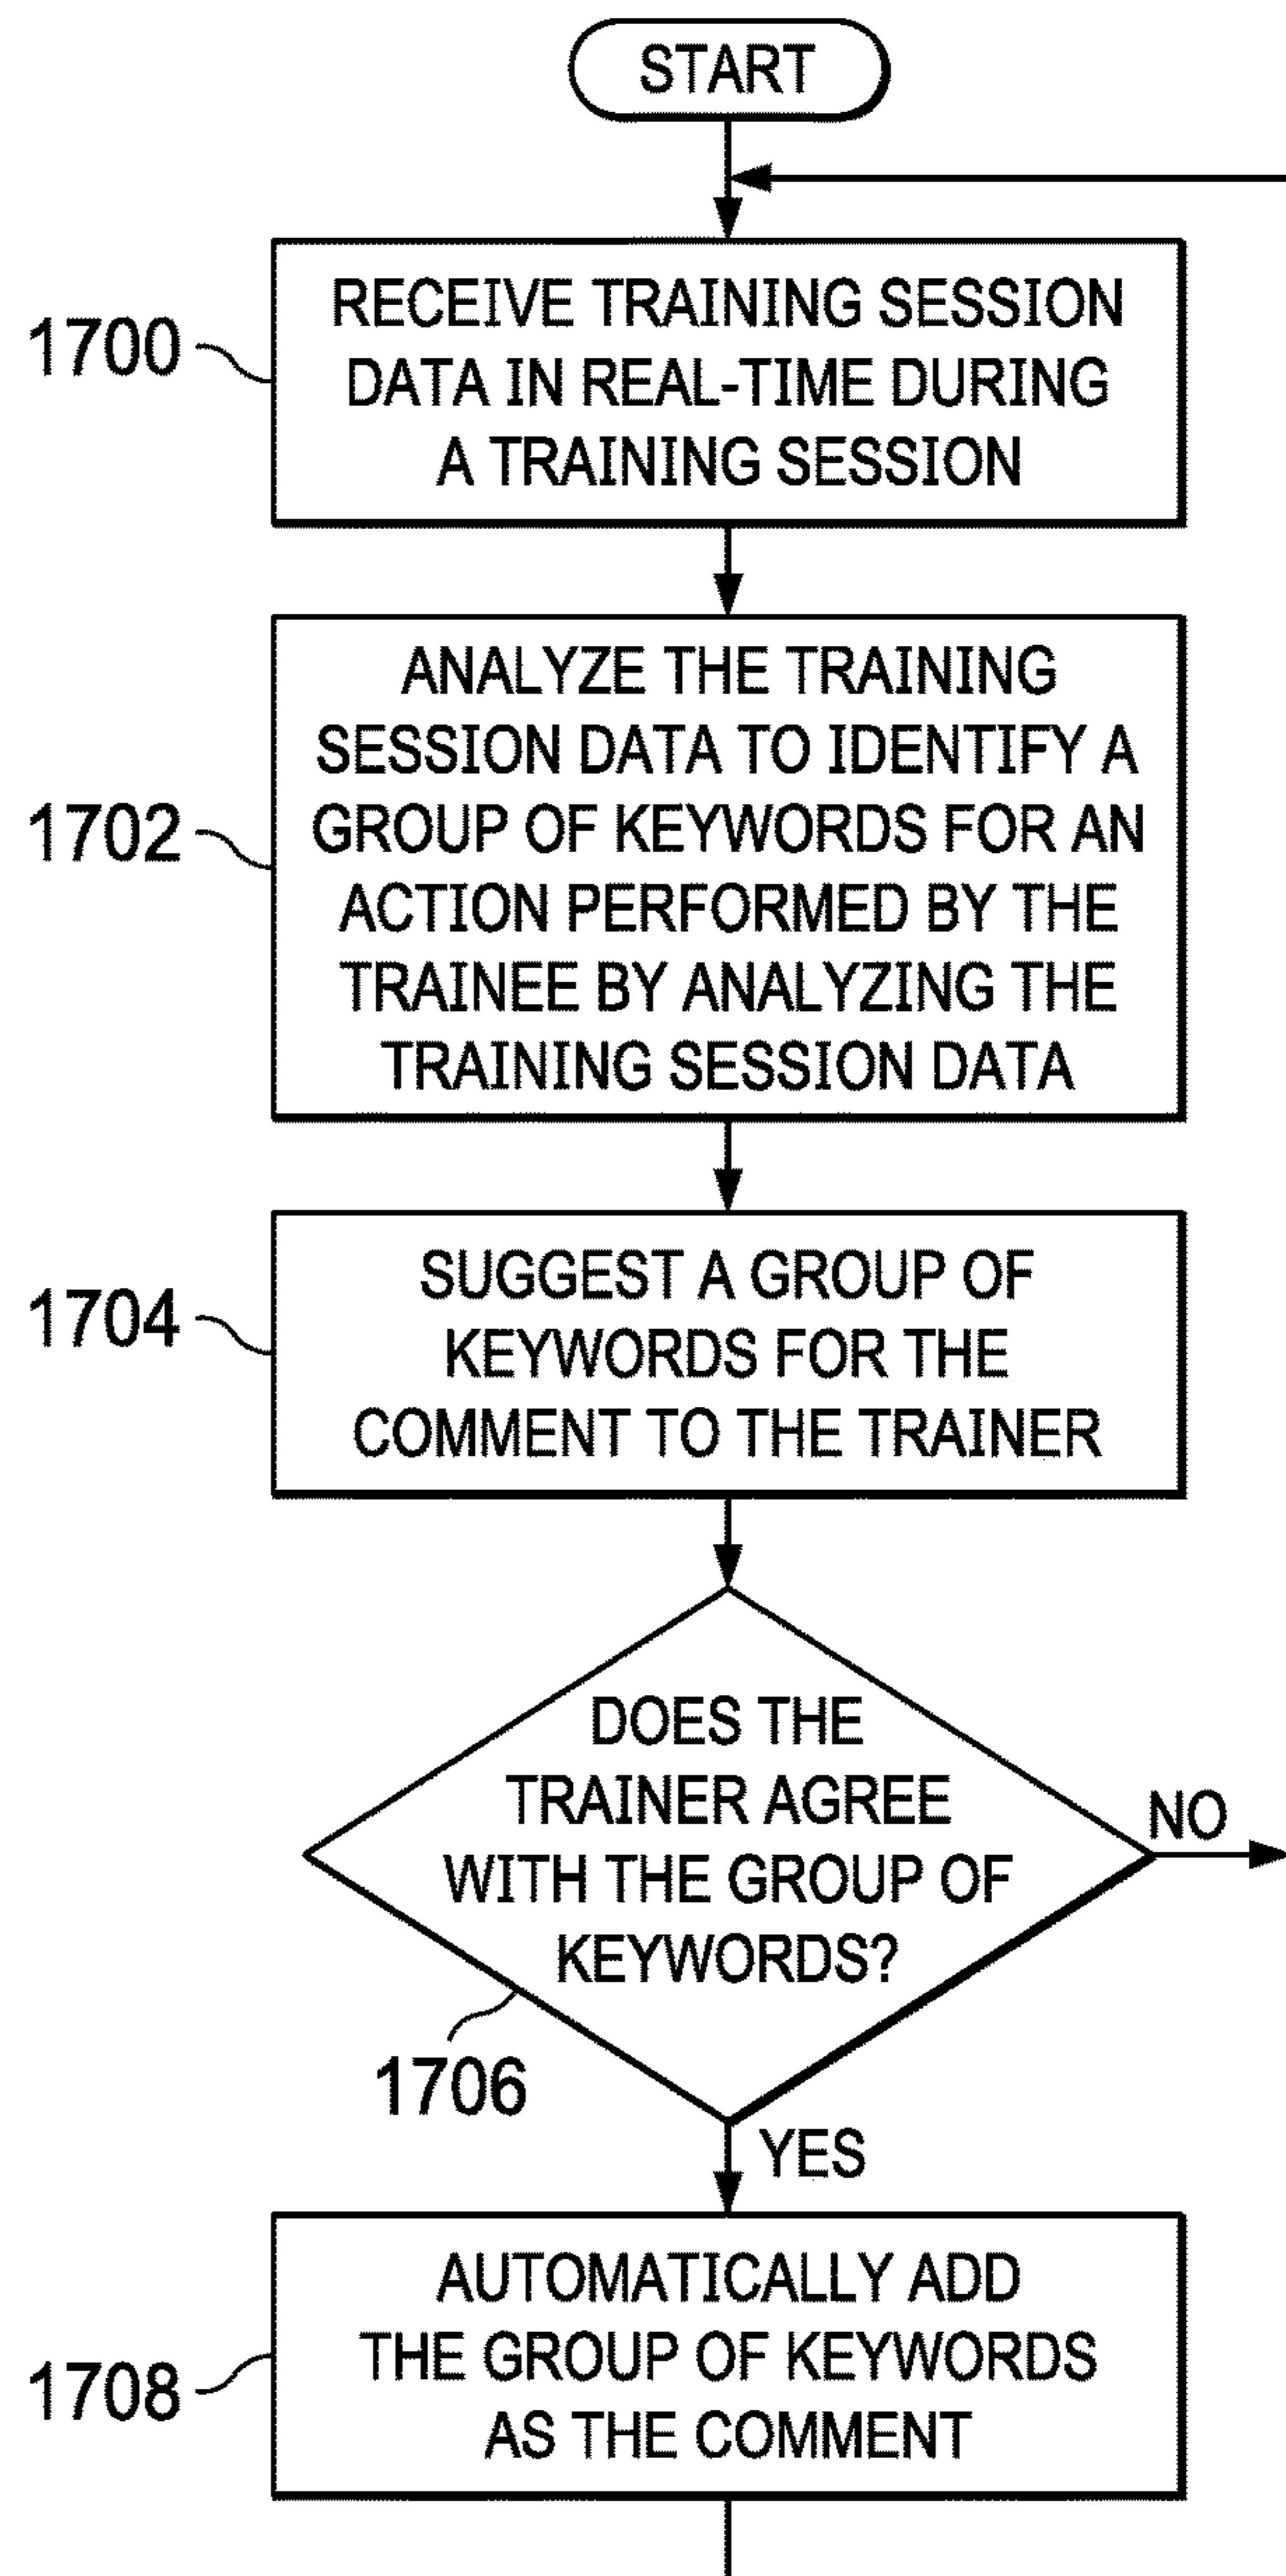 START
1700
RECEIVE TRAINING SESSION
DATA IN REAL-TIME DURING
A TRAINING SESSION
1702
ANALYZE THE TRAINING
SESSION DATA TO IDENTIFY A
GROUP OF KEYWORDS FOR AN
ACTION PERFORMED BY THE
TRAINEE BY ANALYZING THE
TRAINING SESSION DATA
1704
SUGGEST A GROUP OF
KEYWORDS FOR THE
COMMENT TO THE TRAINER
DOES THE
TRAINER AGREE
WITH THE GROUP OF
KEYWORDS?
NO
1706
YES
1708
AUTOMATICALLY ADD
THE GROUP OF KEYWORDS
AS THE COMMENT